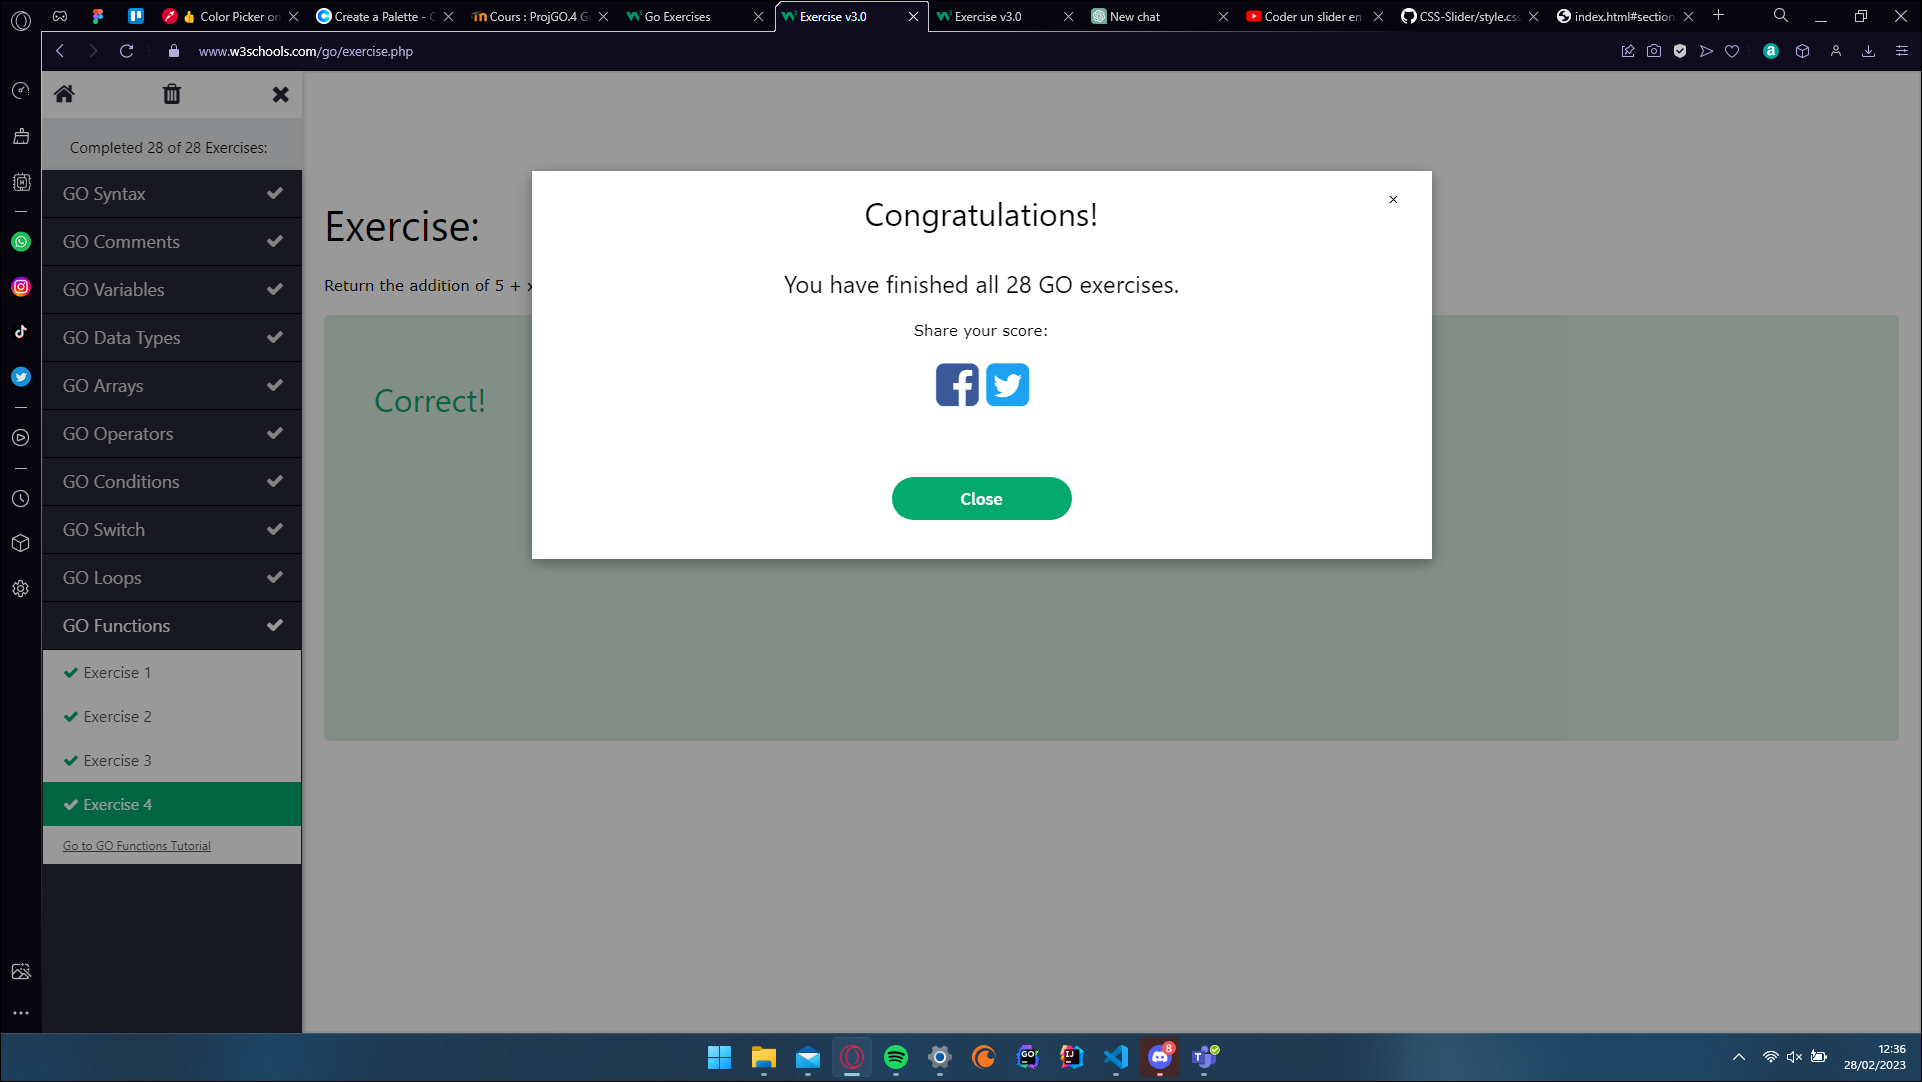 👍 Color Picker on
Create a Palette - C
Cours : ProjGO.4 Gr
Go Exercises
Exercise v3.0
Exercise v3.0
New chat
Coder un slider en
CSS-Slider/style.css
index.html#section
www.w3schools.com/go/exercise.php
Completed 28 of 28 Exercises:
GO Syntax
GO Comments
GO Variables
GO Data Types
GO Arrays
GO Operators
GO Conditions
GO Switch
GO Loops
GO Functions
Exercise 1
Exercise 2
Exercise 3
Exercise 4
Go to GO Functions Tutorial
Exercise:
Return the addition of 5 + x
Correct!
Congratulations!
×
You have finished all 28 GO exercises.
Share your score:
Close
GO
IJ
8
12:36
28/02/2023